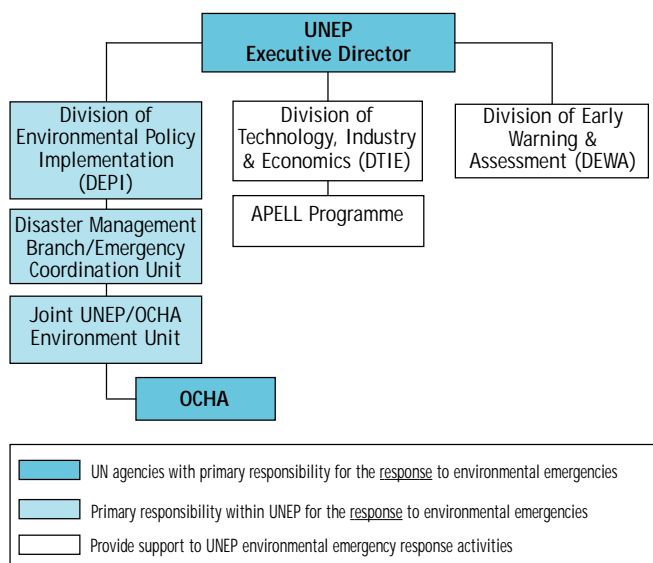 UNEP
Executive Director
Division of
Environmental Policy
Implementation
(DEPI)
Division of
Technology, Industry
& Economics (DTIE)
Division of Early
Warning &
Assessment (DEWA)
APELL Programme
Disaster Management
Branch/Emergency
Coordination Unit
Joint UNEP/OCHA
Environment Unit
OCHA
UN agencies with primary responsibility for the response to environmental emergencies
Primary responsibility within UNEP for the response to environmental emergencies
Provide support to UNEP environmental emergency response activities